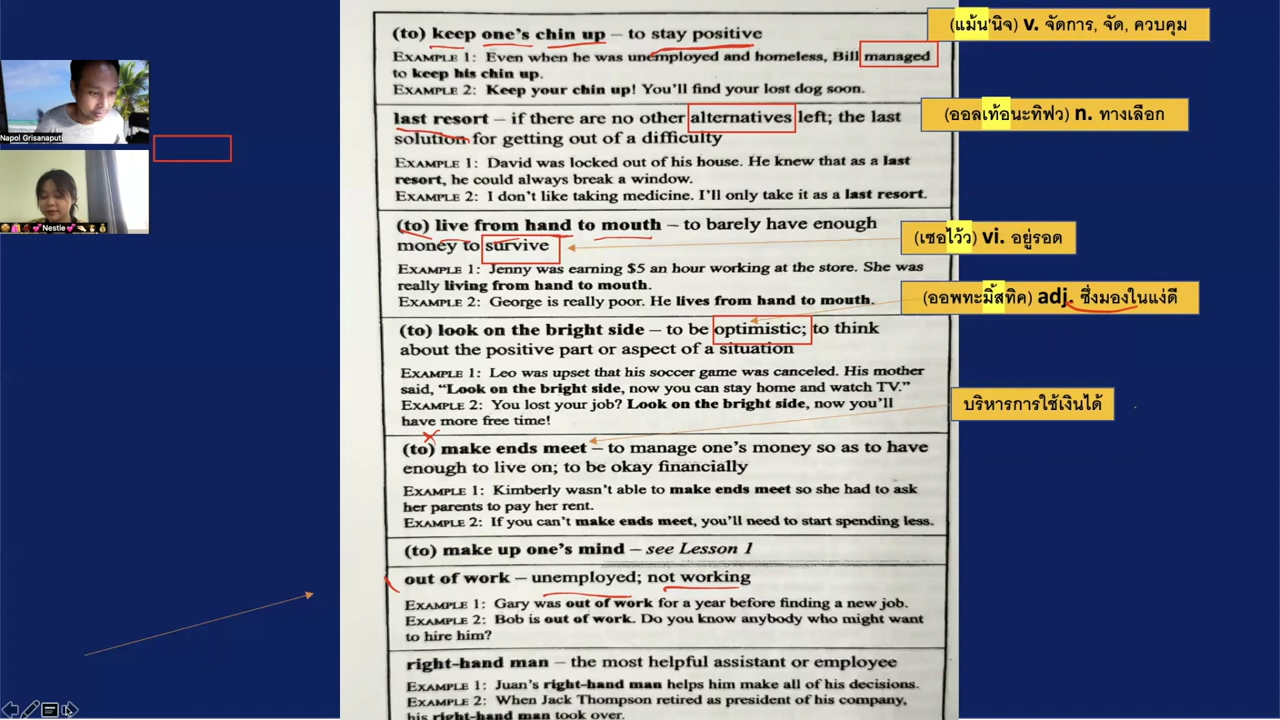 (to) keep one's chin up – to stay positive
EXAMPLE 1: Even when he was unemployed and homeless, Bill managed
to keep his chin up.
EXAMPLE 2: Keep your chin up! You'll find your lost dog soon.
last resort – if there are no other alternatives left; the last
solution for getting out of a difficulty
EXAMPLE 1: David was locked out of his house. He knew that as a last
resort, he could always break a window.
EXAMPLE 2: I don't like taking medicine. I'll only take it as a last resort.
(to) live from hand to mouth – to barely have enough
money to survive
EXAMPLE 1: Jenny was earning $5 an hour working at the store. She was
really living from hand to mouth.
EXAMPLE 2: George is really poor. He lives from hand to mouth.
(to) look on the bright side – to be optimistic; to think
about the positive part or aspect of a situation
EXAMPLE 1: Leo was upset that his soccer game was canceled. His mother
said, “Look on the bright side, now you can stay home and watch TV.”
EXAMPLE 2: You lost your job? Look on the bright side, now you'll
have more free time!
(to) make ends meet – to manage one's money so as to have
enough to live on; to be okay financially
EXAMPLE 1: Kimberly wasn't able to make ends meet so she had to ask
her parents to pay her rent.
EXAMPLE 2: If you can't make ends meet, you'll need to start spending less.
(to) make up one's mind – see Lesson 1
out of work – unemployed; not working
EXAMPLE 1: Gary was out of work for a year before finding a new job.
EXAMPLE 2: Bob is out of work. Do you know anybody who might want
to hire him?
right-hand man – the most helpful assistant or employee
EXAMPLE 1: Juan's right-hand man helps him make all of his decisions.
EXAMPLE 2: When Jack Thompson retired as president of his company,
his right-hand man took over.
(แม้น'นิจ) v. จัดการ, จัด, ควบคุม
(ออลเท้อนะทิฟว) n. ทางเลือก
(เซอไว้ว) vi. อยู่รอด
(ออพทะมิ้สทิค) adj. ซึ่งมองในแง่ดี
บริหารการใช้เงินได้
Napol Grisanaputi
Nestle